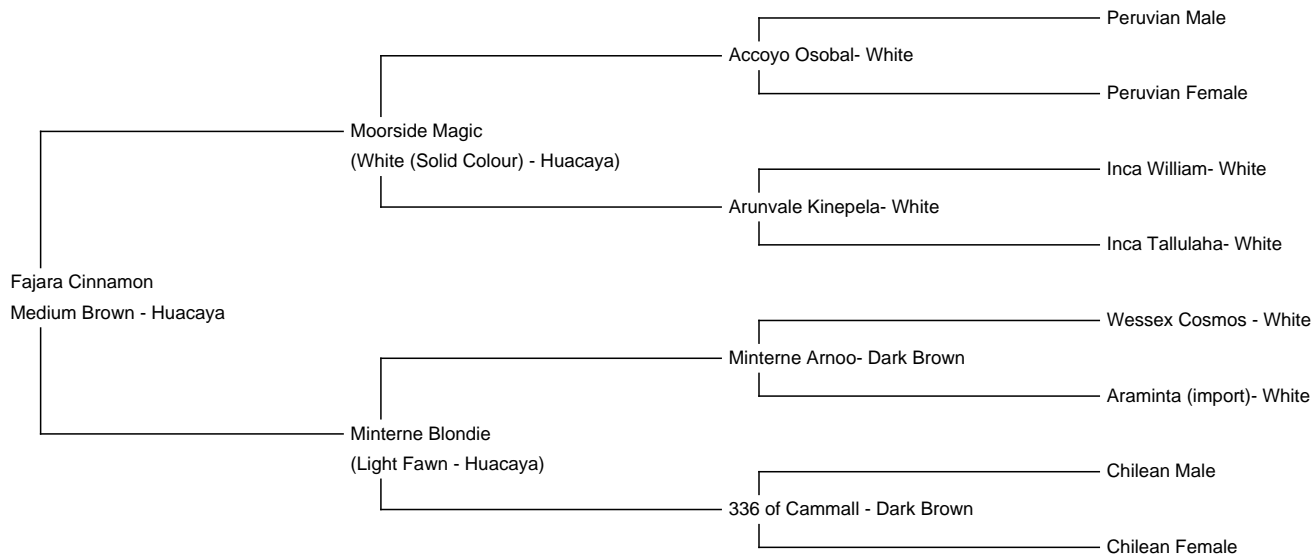 Peruvian Male
Accoyo Osobal- White
Peruvian Female
Moorside Magic
(White (Solid Colour) - Huacaya)
Inca William- White
Arunvale Kinepela- White
Inca Tallulaha- White
Fajara Cinnamon
Medium Brown - Huacaya
Wessex Cosmos - White
Minterne Arnoo- Dark Brown
Araminta (import)- White
Minterne Blondie
(Light Fawn - Huacaya)
Chilean Male
336 of Cammall - Dark Brown
Chilean Female